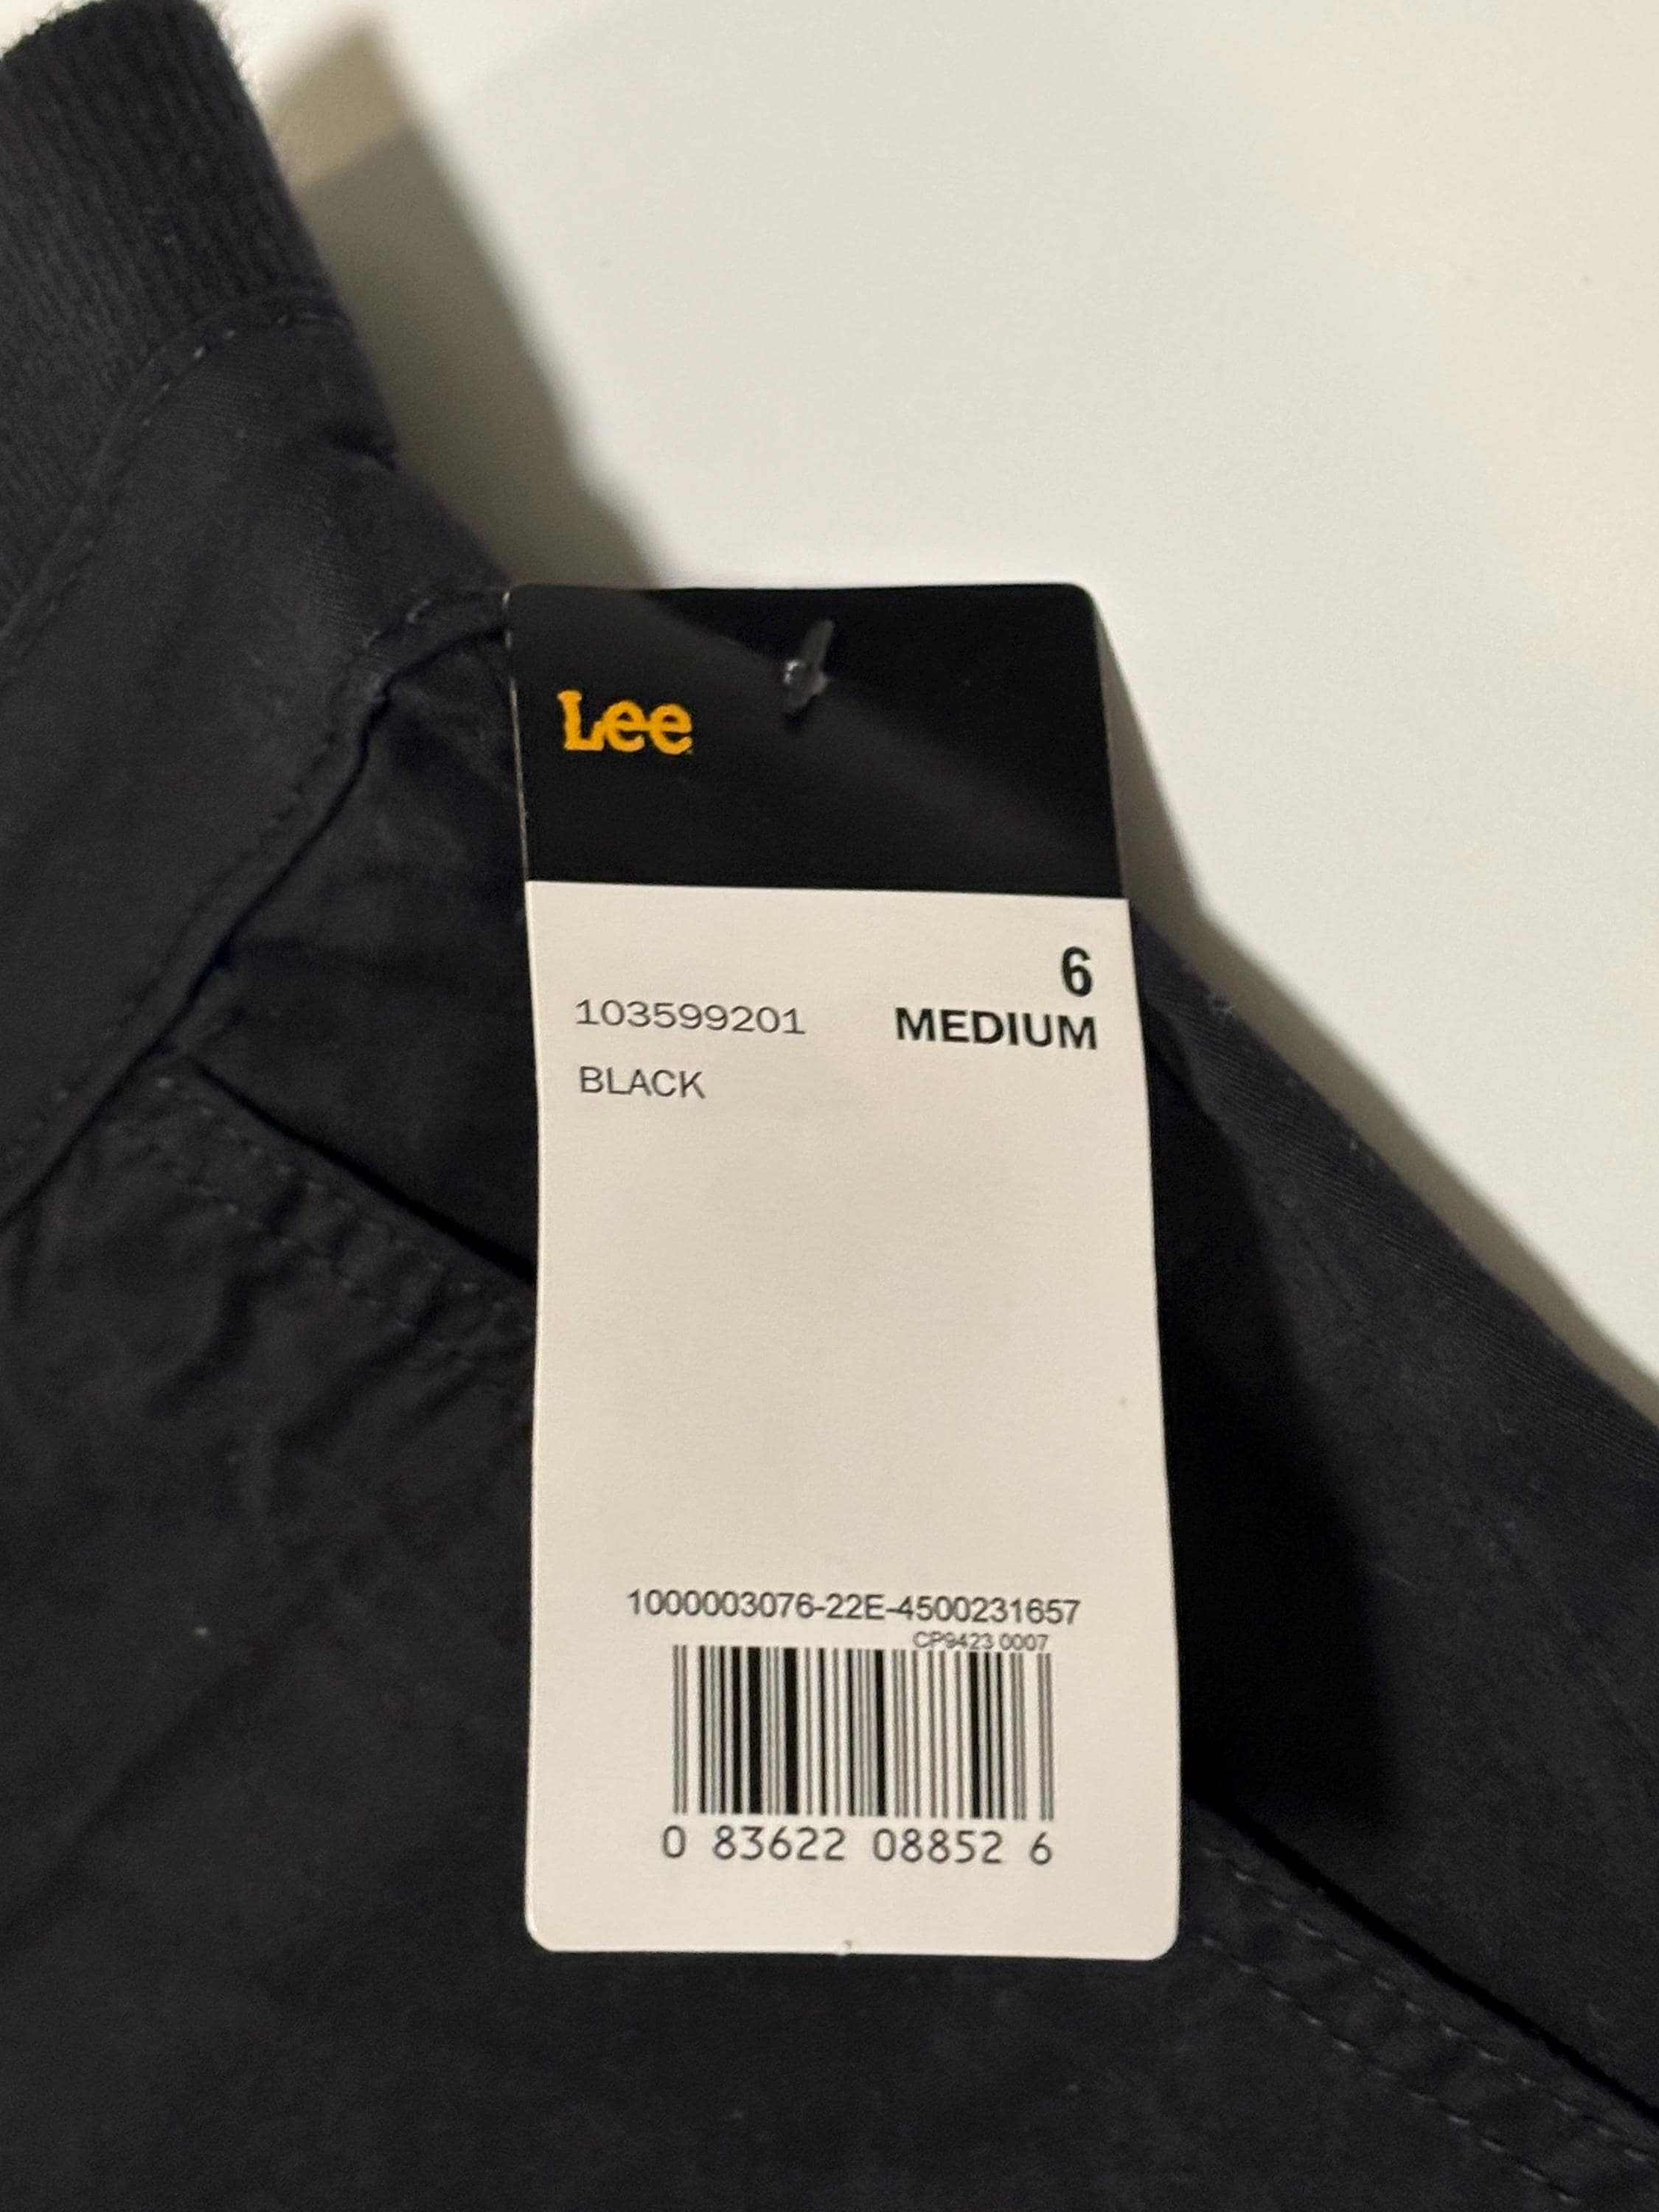 Lee
6
103599201 MEDIUM
BLACK
1000003076-22E-4500231657
CP9423 0007
0 83622 08852 6